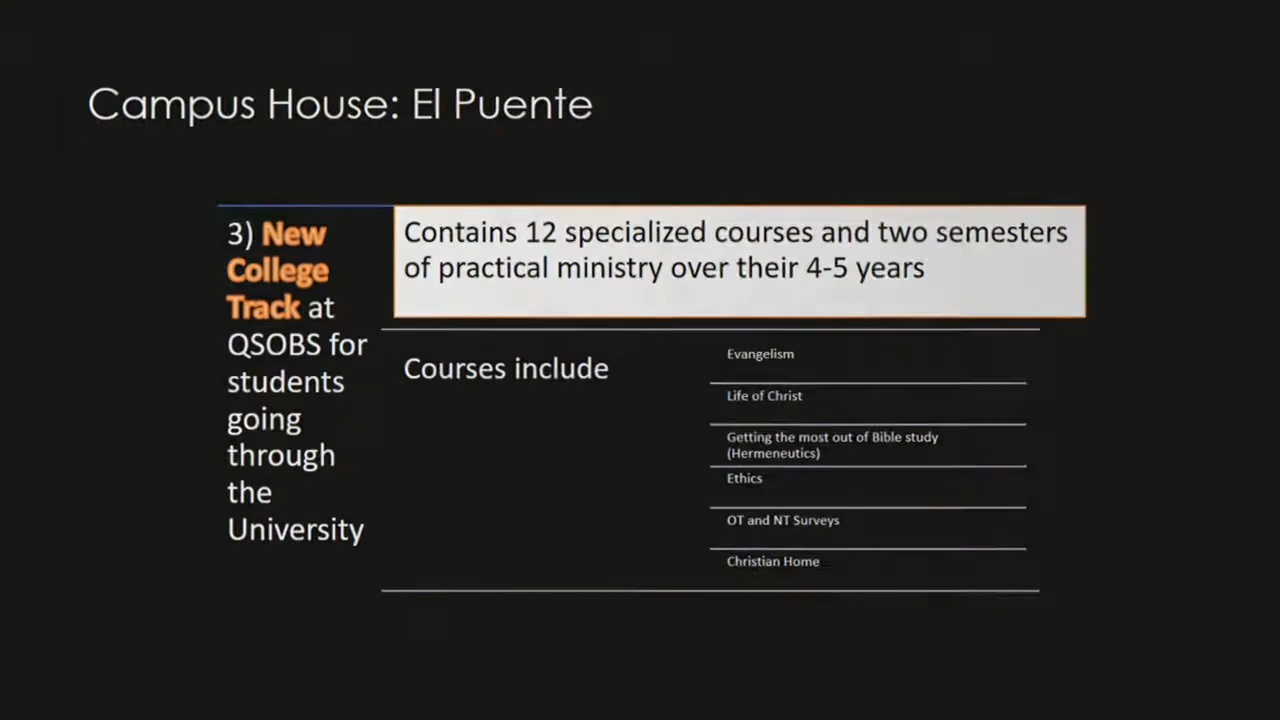 Campus House: El Puente
3) New
College
Track at
QSOBS for
students
going
through
the
University
Contains 12 specialized courses and two semesters
of practical ministry over their 4-5 years
Courses include
Evangelism
Life of Christ
Getting the most out of Bible study
(Hermeneutics)
Ethics
OT and NT Surveys
Christian Home